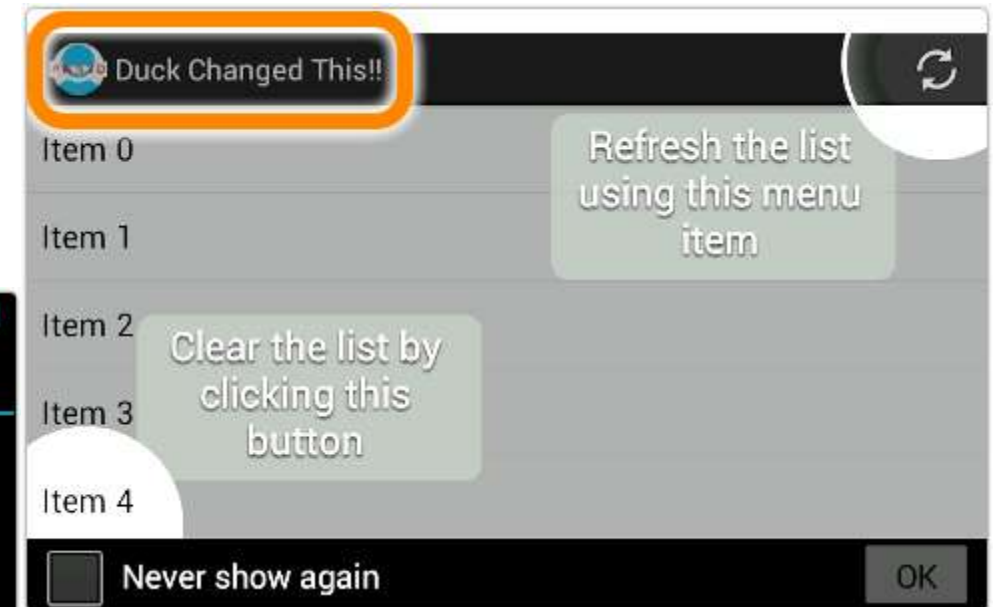 Duck Changed This!!
Item 0
Refresh the list
using this menu
item
Item 1
Item 2
Clear the list by
clicking this
button
Item 3
Item 4
Never show again
OK